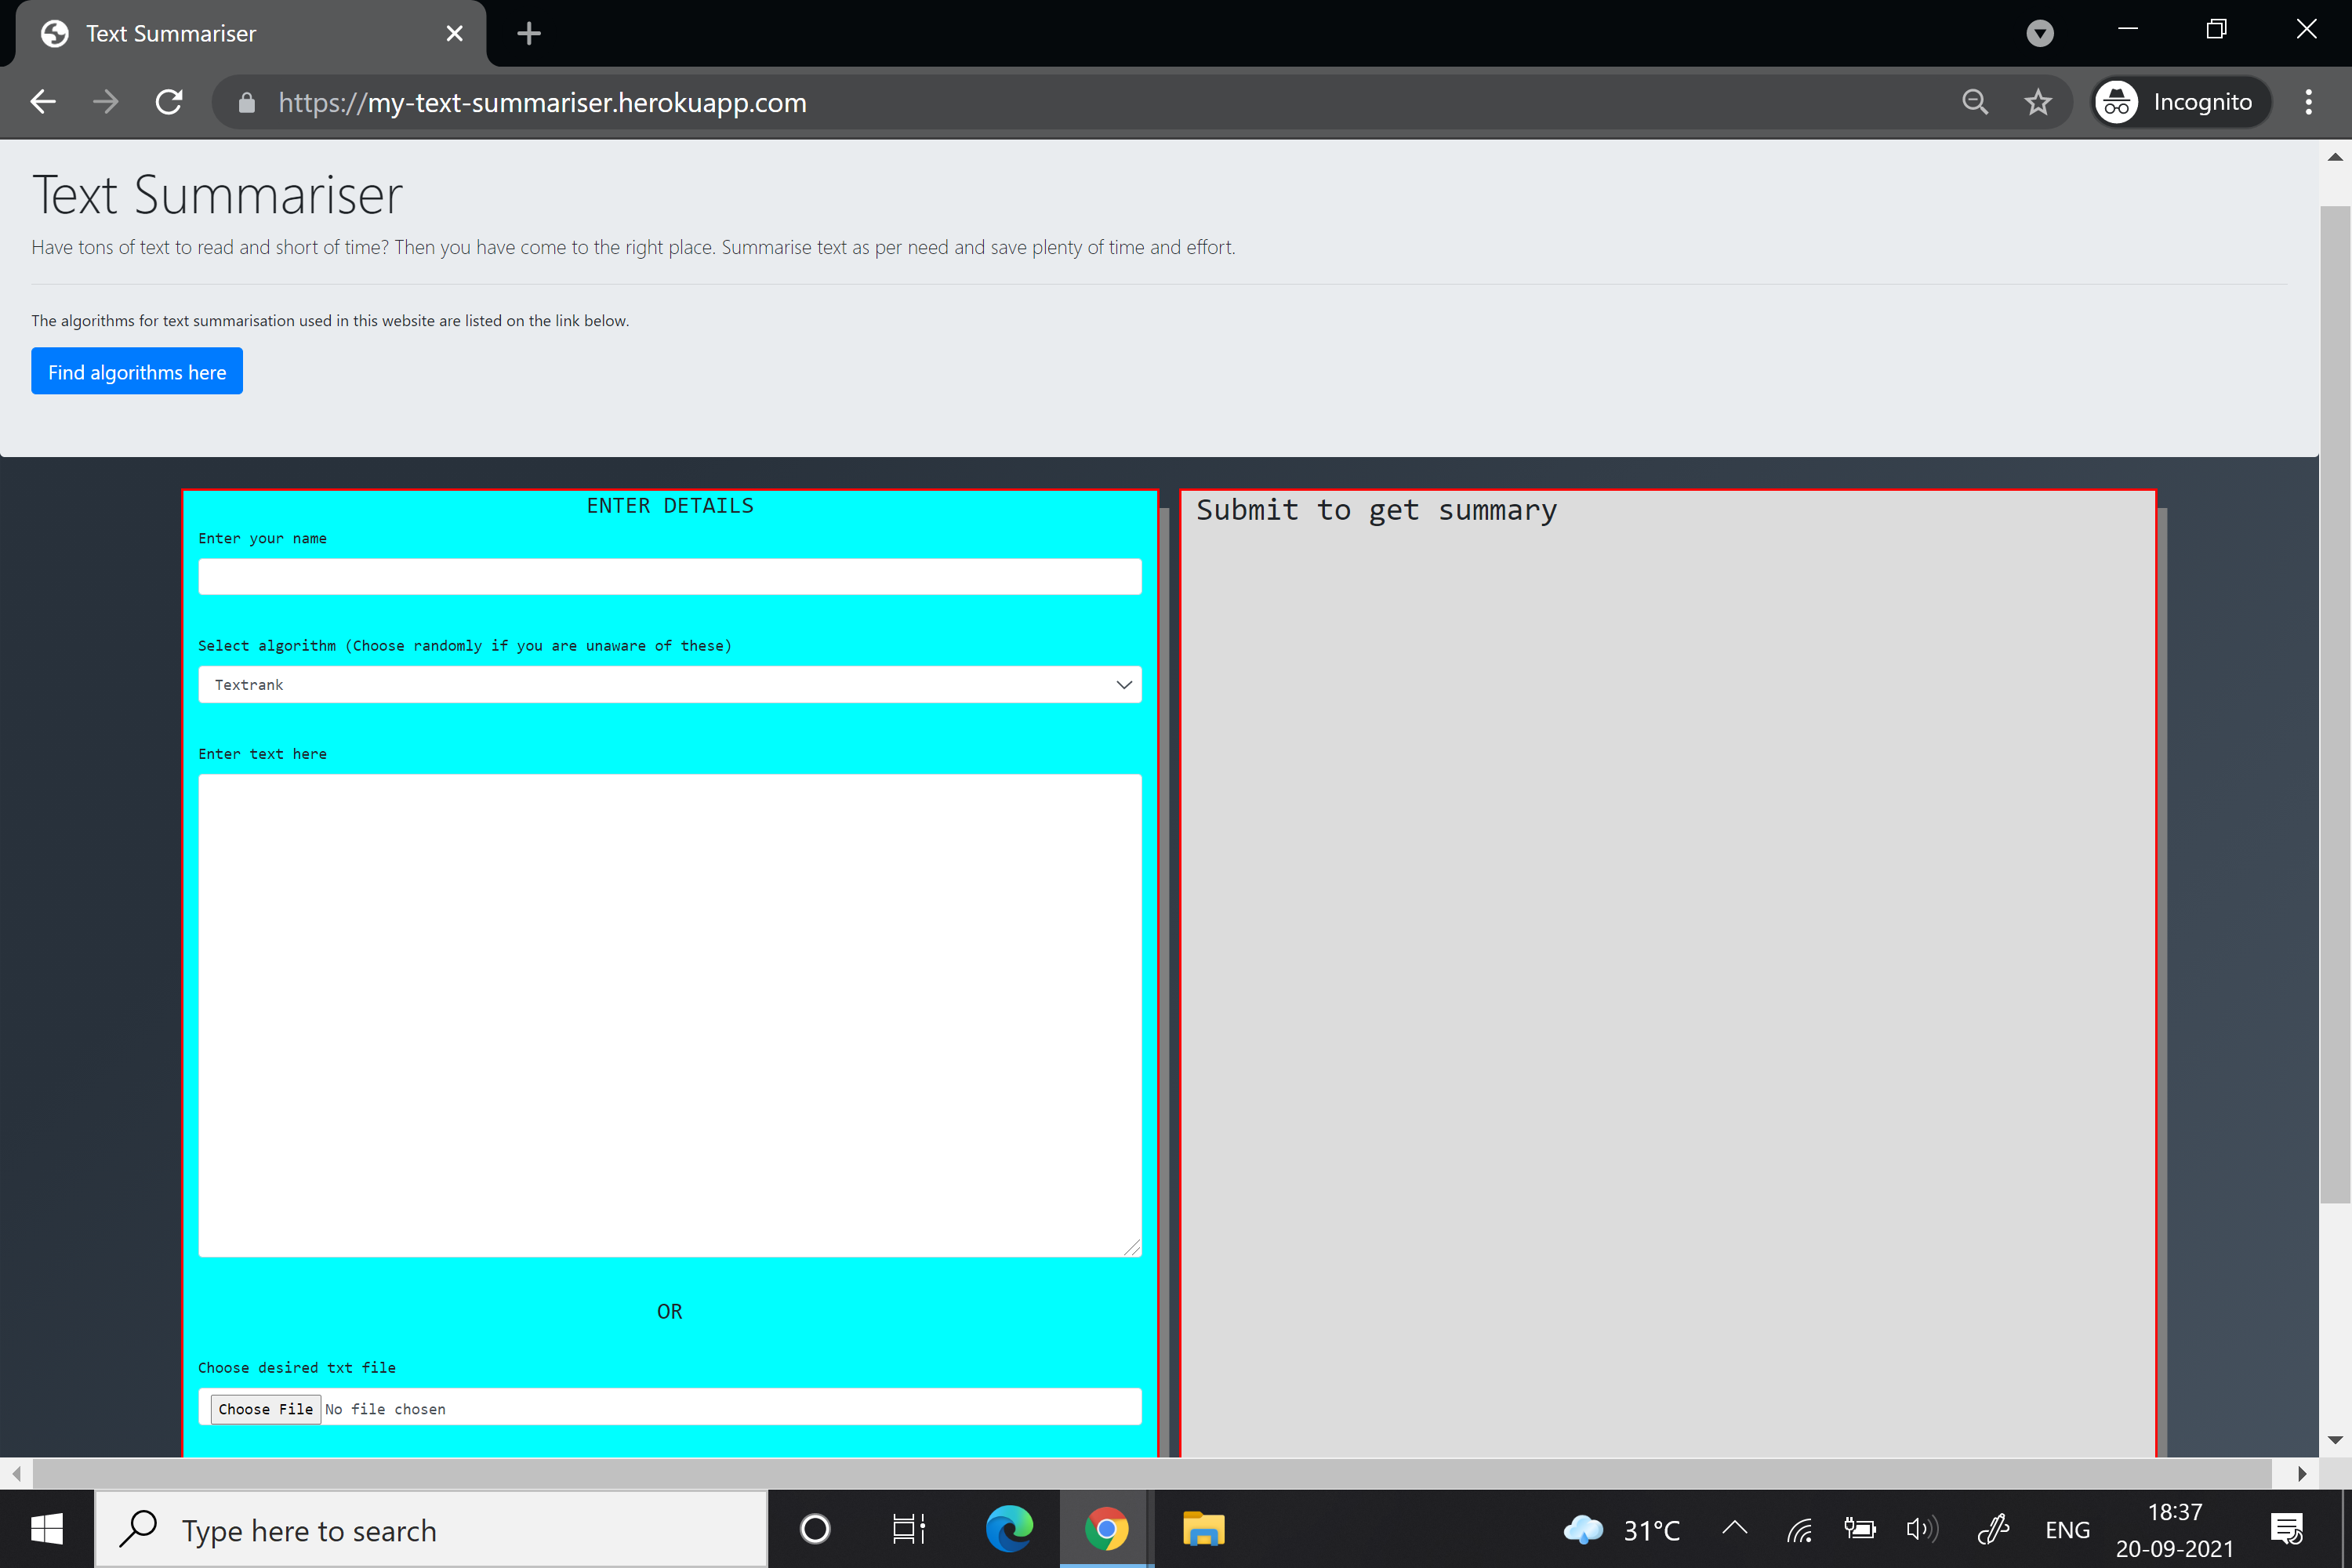 Text Summariser
https://my-text-summariser.herokuapp.com
Incognito
Text Summariser
Have tons of text to read and short of time? Then you have come to the right place. Summarise text as per need and save plenty of time and effort.
The algorithms for text summarisation used in this website are listed on the link below.
Find algorithms here
ENTER DETAILS
Enter your name
Select algorithm (Choose randomly if you are unaware of these)
Textrank
Enter text here
OR
Choose desired txt file
Choose File No file chosen
Submit to get summary
Type here to search
31°C
ENG
18:37
20-09-2021